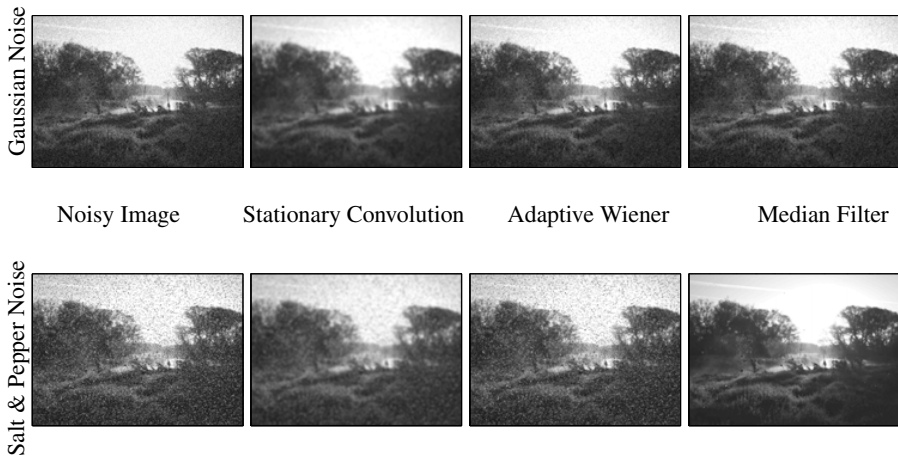 Gaussian Noise
Noisy Image
Stationary Convolution
Adaptive Wiener
Median Filter
Salt & Pepper Noise